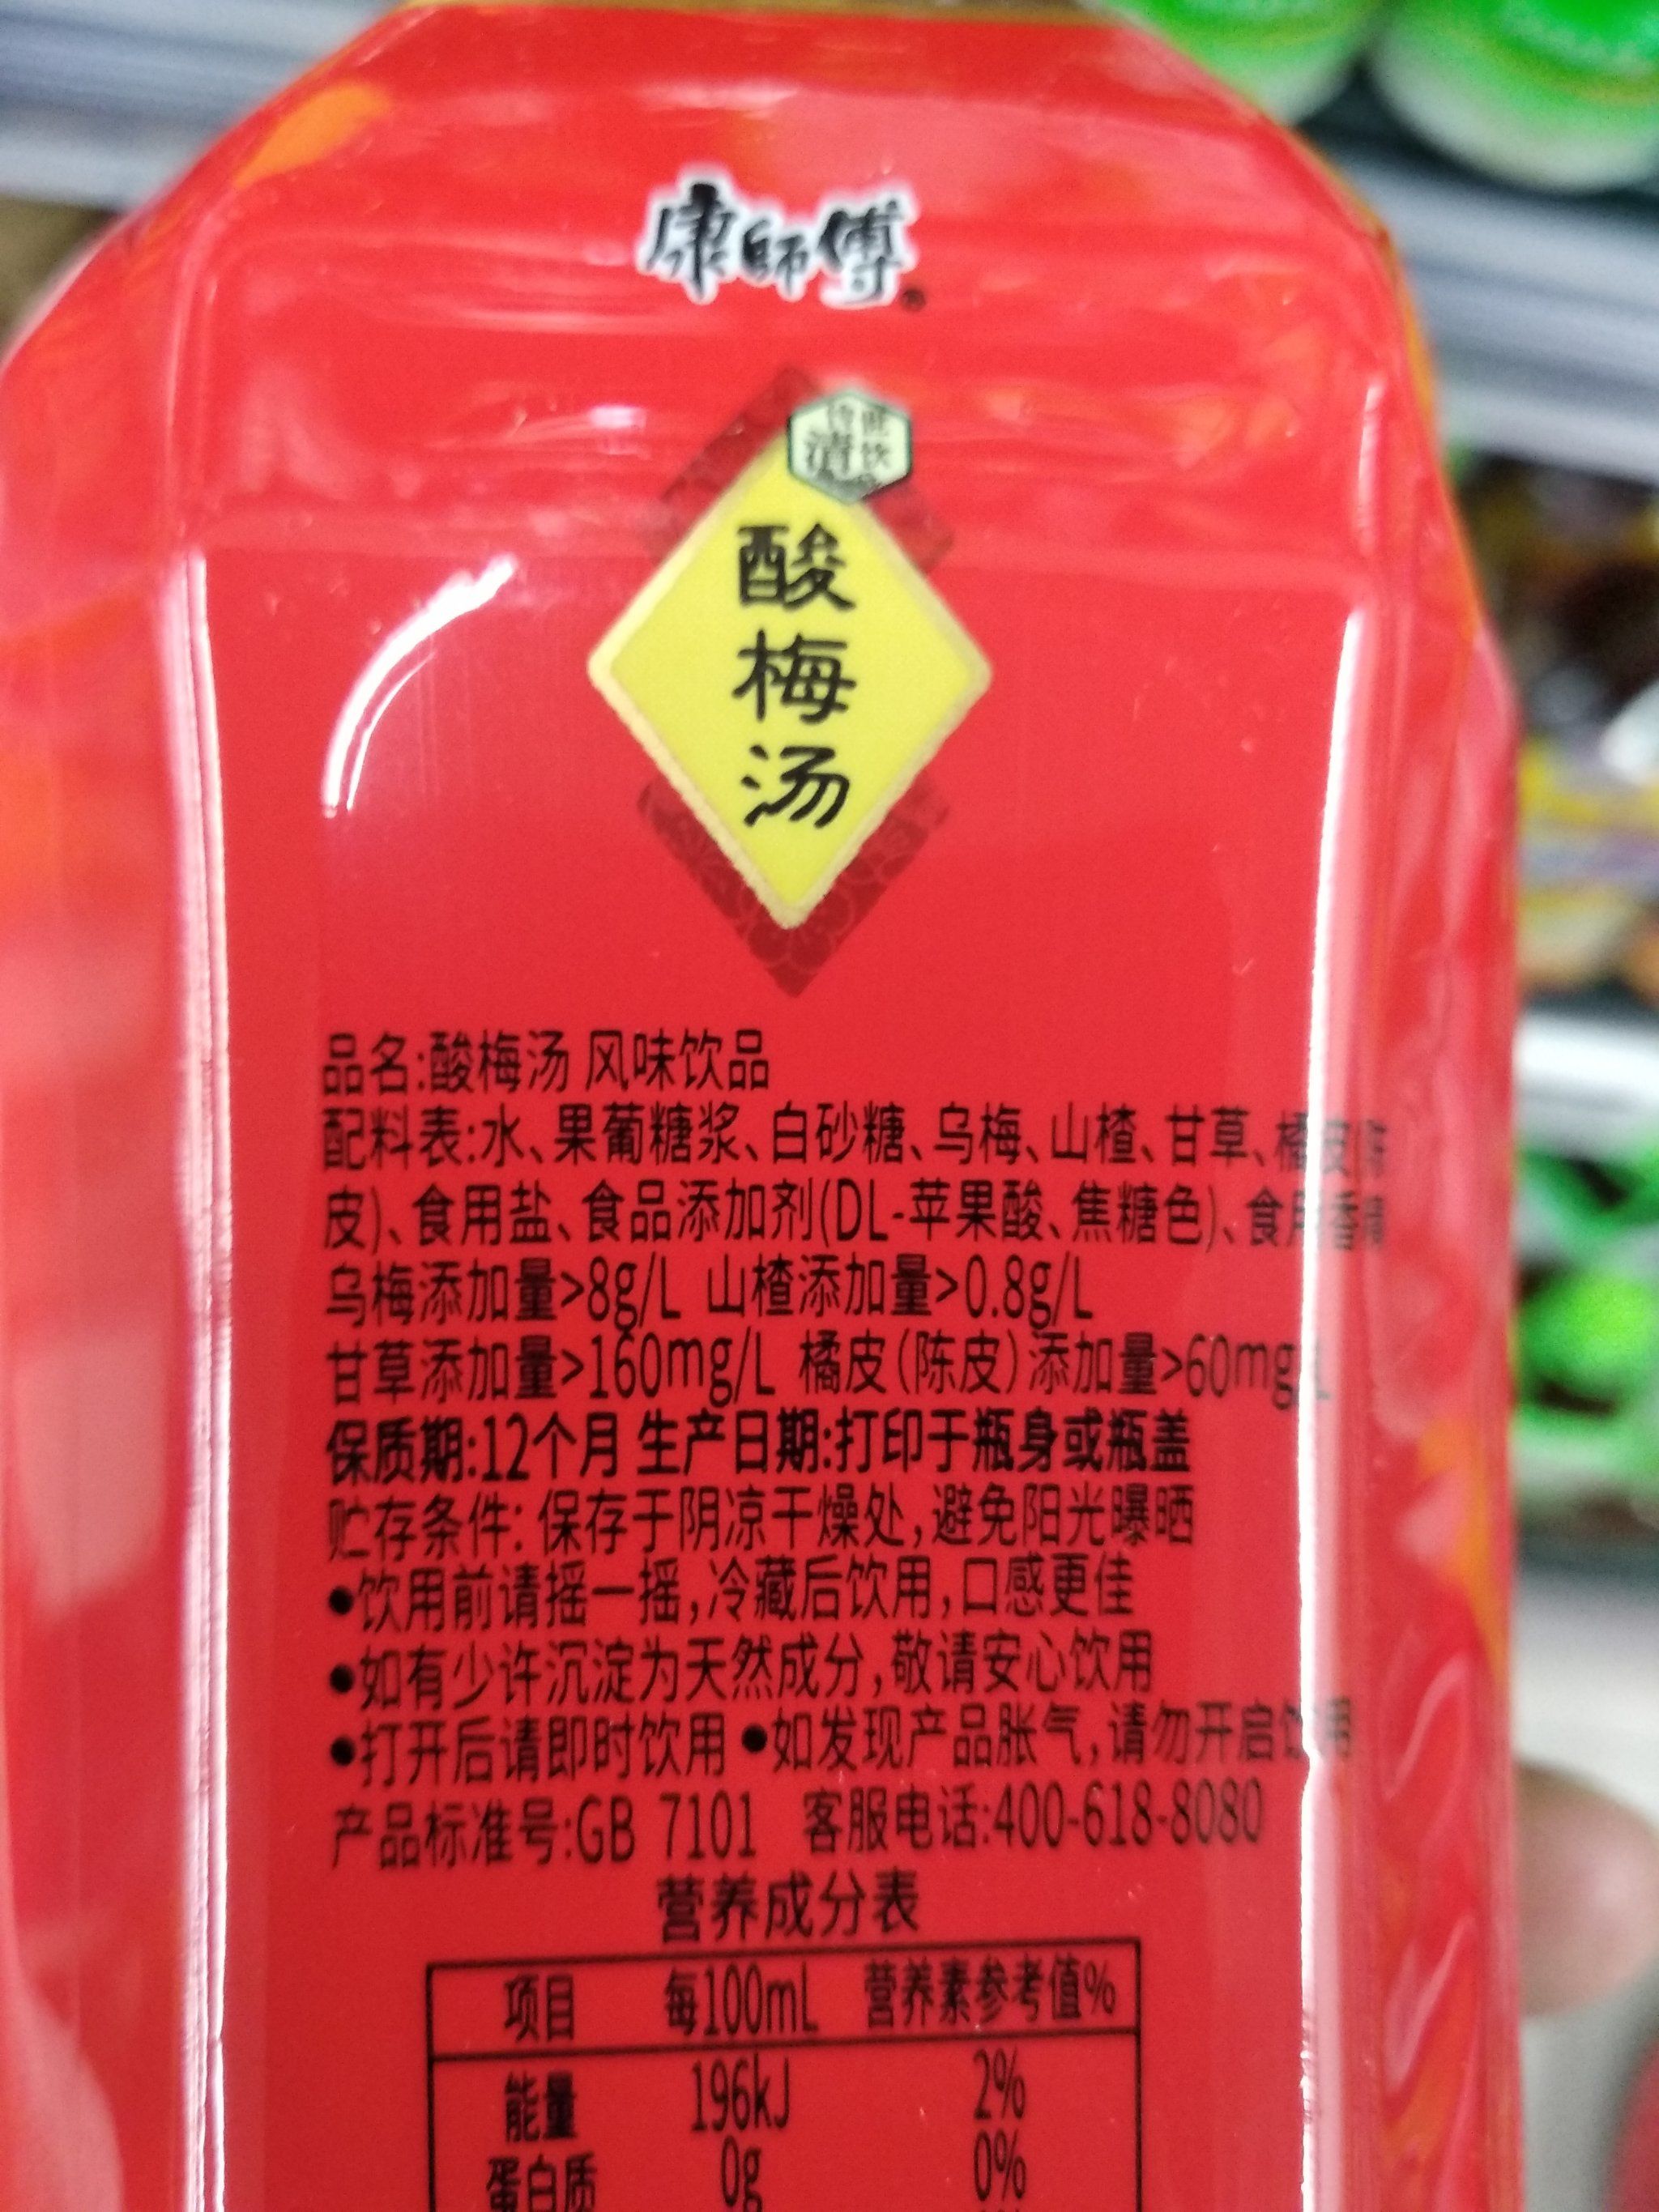 康師傅
酸
梅
汤
品名:酸梅汤 风味饮品
配料表:水、果葡糖浆、白砂糖、乌梅、山楂、甘草、橘皮(陈
皮)、食用盐、食品添加剂(DL-苹果酸、焦糖色)、食用香精
乌梅添加量>8g/L 山楂添加量>0.8g/L
甘草添加量>160mg/L 橘皮(陈皮)添加量>60mg/L
保质期:12个月 生产日期:打印于瓶身或瓶盖
贮存条件: 保存于阴凉干燥处,避免阳光曝晒
●饮用前请摇一摇,冷藏后饮用,口感更佳
●如有少许沉淀为天然成分,敬请安心饮用
●打开后请即时饮用 ●如发现产品胀气,请勿开启饮用
产品标准号:GB 7101 客服电话:400-618-8080
营养成分表
项目 每100mL 营养素参考值%
能量 196kJ 2%
蛋白质 0g 0%